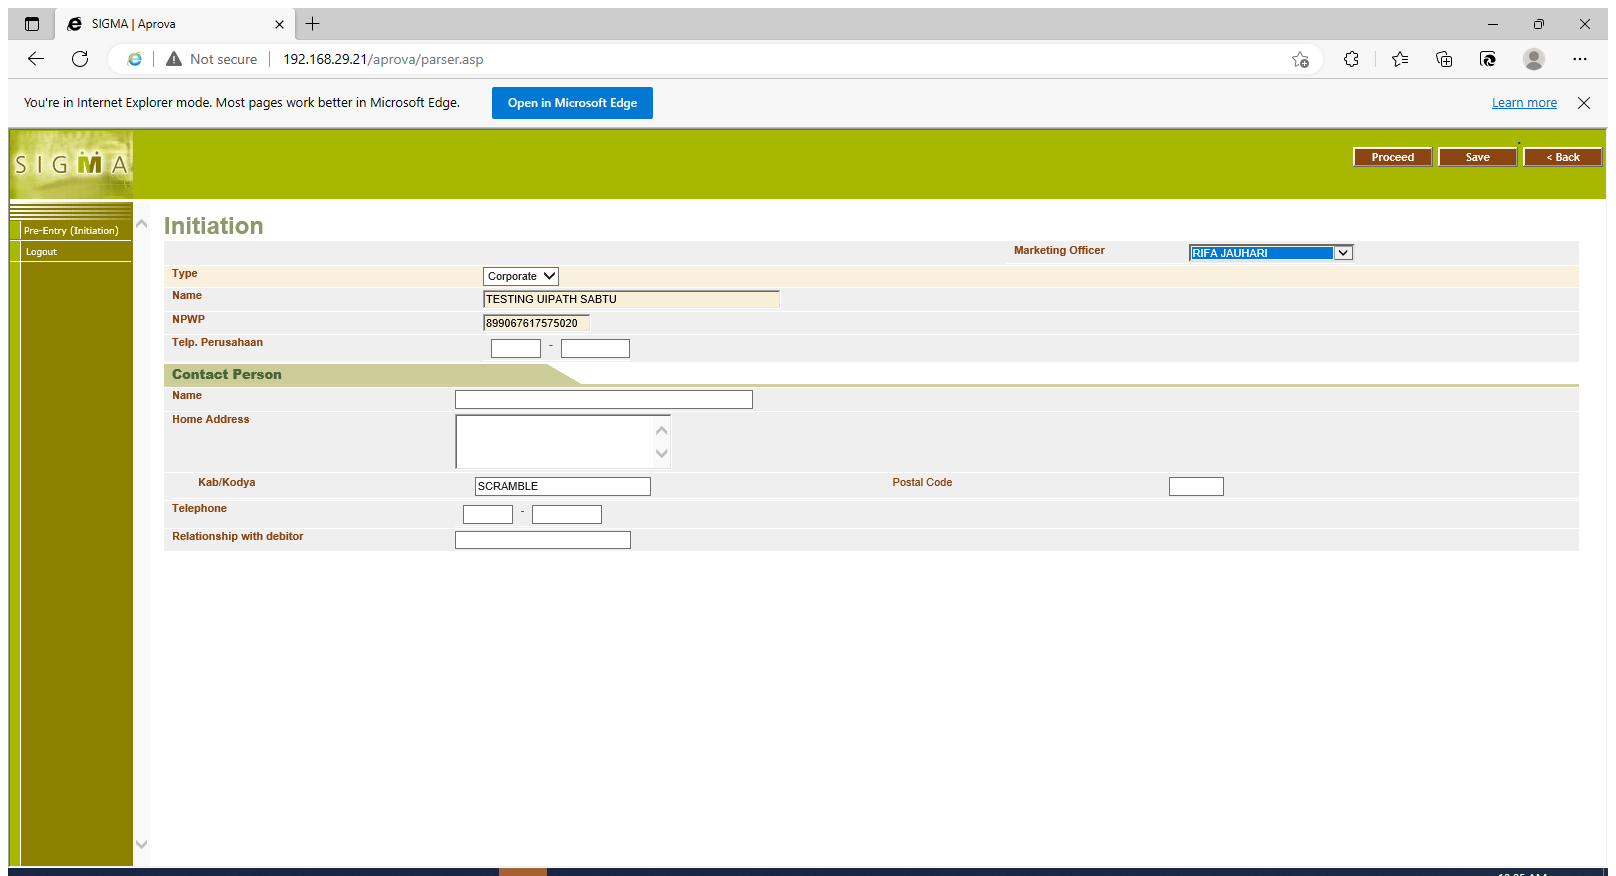 SIGMA | Aprova
Not secure
192.168.29.21/aprova/parser.asp
You're in Internet Explorer mode. Most pages work better in Microsoft Edge.
Open in Microsoft Edge
Learn more
SIGMA
Proceed
Save
< Back
Pre-Entry (Initiation)
Logout
Initiation
Marketing Officer
RIFA JAUHARI
Type
Corporate
Name
TESTING UIPATH SABTU
NPWP
899067617575020
Telp. Perusahaan
-
Contact Person
Name
Home Address
Kab/Kodya
SCRAMBLE
Postal Code
Telephone
-
Relationship with debitor